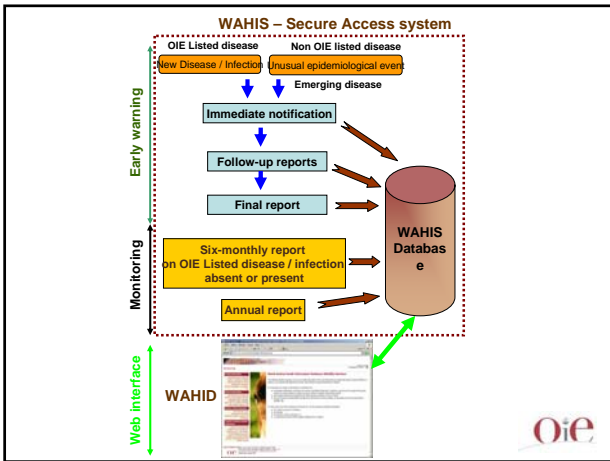 WAHIS – Secure Access system
OIE Listed disease
Non OIE listed disease
New Disease / Infection
Unusual epidemiological event
Emerging disease
Immediate notification
Follow-up reports
Final report
Early warning
WAHIS
Databas
e
Six-monthly report
on OIE Listed disease / infection
absent or present
Annual report
Monitoring
WAHID
Web interface
Oie